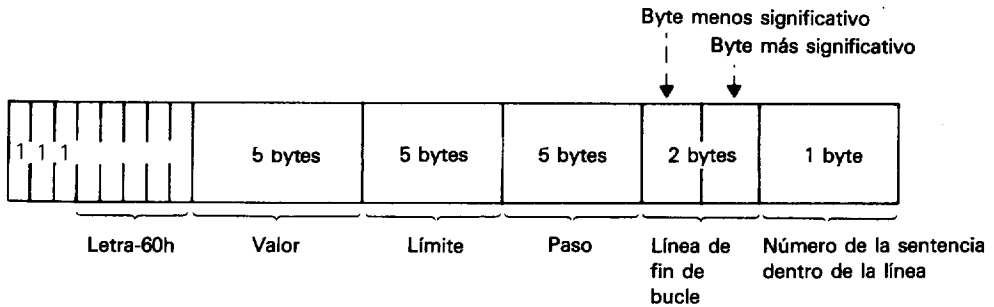 Byte menos significativo
Byte más significativo
1 1 1
5 bytes
5 bytes
5 bytes
2 bytes
1 byte
Letra-60h
Valor
Límite
Paso
Línea de
fin de
bucle
Número de la sentencia
dentro de la línea